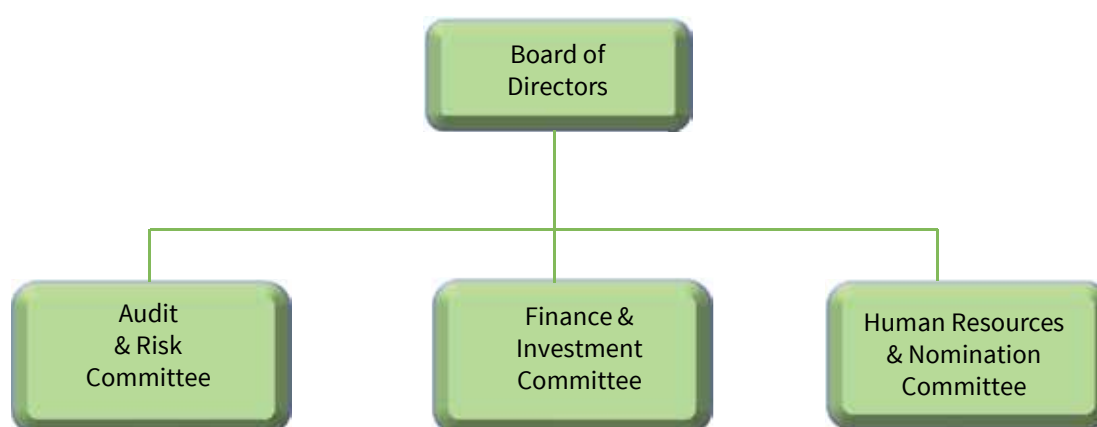 Board of
Directors
Audit
& Risk
Committee
Finance &
Investment
Committee
Human Resources
& Nomination
Committee